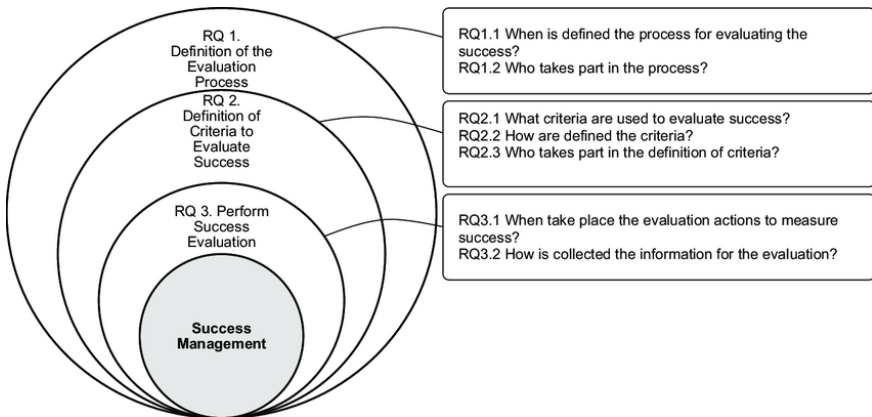 RQ 1.
Definition of the
Evaluation
Process
RQ 2.
Definition of
Criteria to
Evaluate
Success
RQ 3. Perform
Success
Evaluation
Success
Management
RQ1.1 When is defined the process for evaluating the
success?
RQ1.2 Who takes part in the process?
RQ2.1 What criteria are used to evaluate success?
RQ2.2 How are defined the criteria?
RQ2.3 Who takes part in the definition of criteria?
RQ3.1 When take place the evaluation actions to measure
success?
RQ3.2 How is collected the information for the evaluation?